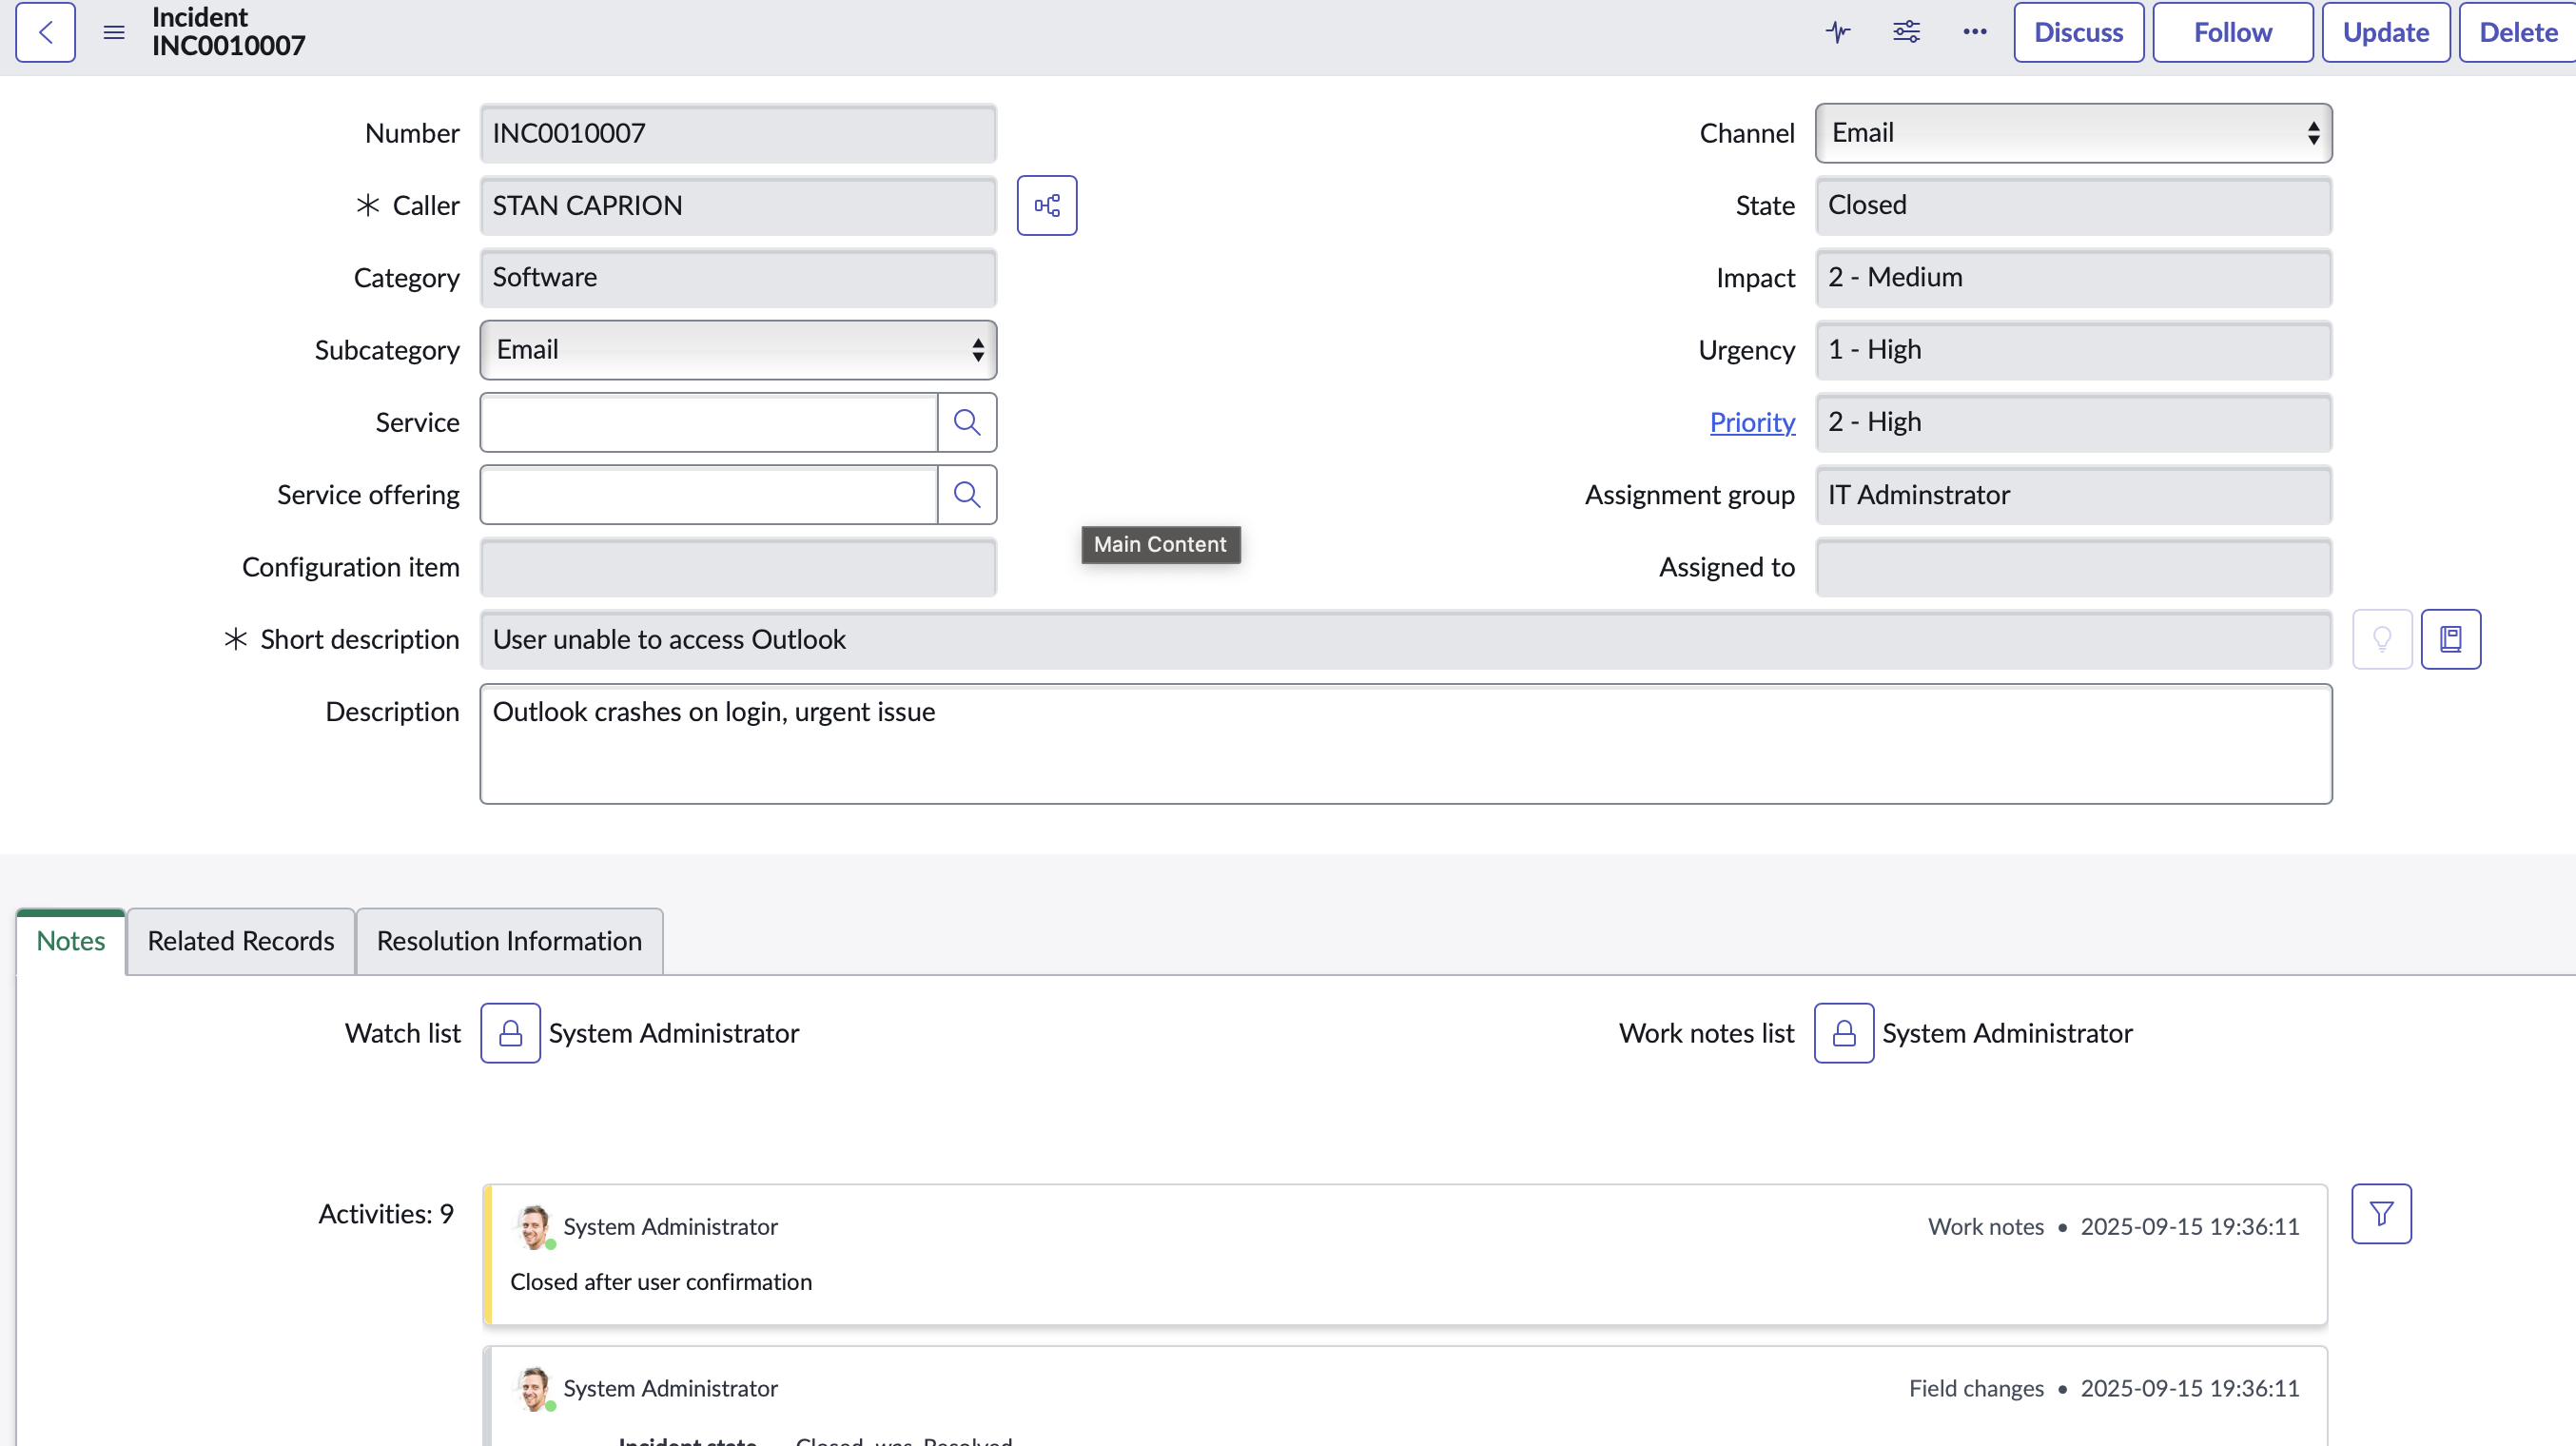 Incident
INC0010007
Discuss Follow Update Delete
Number INC0010007
Channel Email
Caller STAN CAPRION
State Closed
Category Software
Impact 2 - Medium
Subcategory Email
Urgency 1 - High
Service
Priority 2 - High
Service offering
Assignment group IT Adminstrator
Main Content
Configuration item
Assigned to
Short description User unable to access Outlook
Description Outlook crashes on login, urgent issue
Notes Related Records Resolution Information
Watch list System Administrator
Work notes list System Administrator
Activities: 9
System Administrator Work notes • 2025-09-15 19:36:11
Closed after user confirmation
System Administrator Field changes • 2025-09-15 19:36:11
Incident state Closed was Resolved